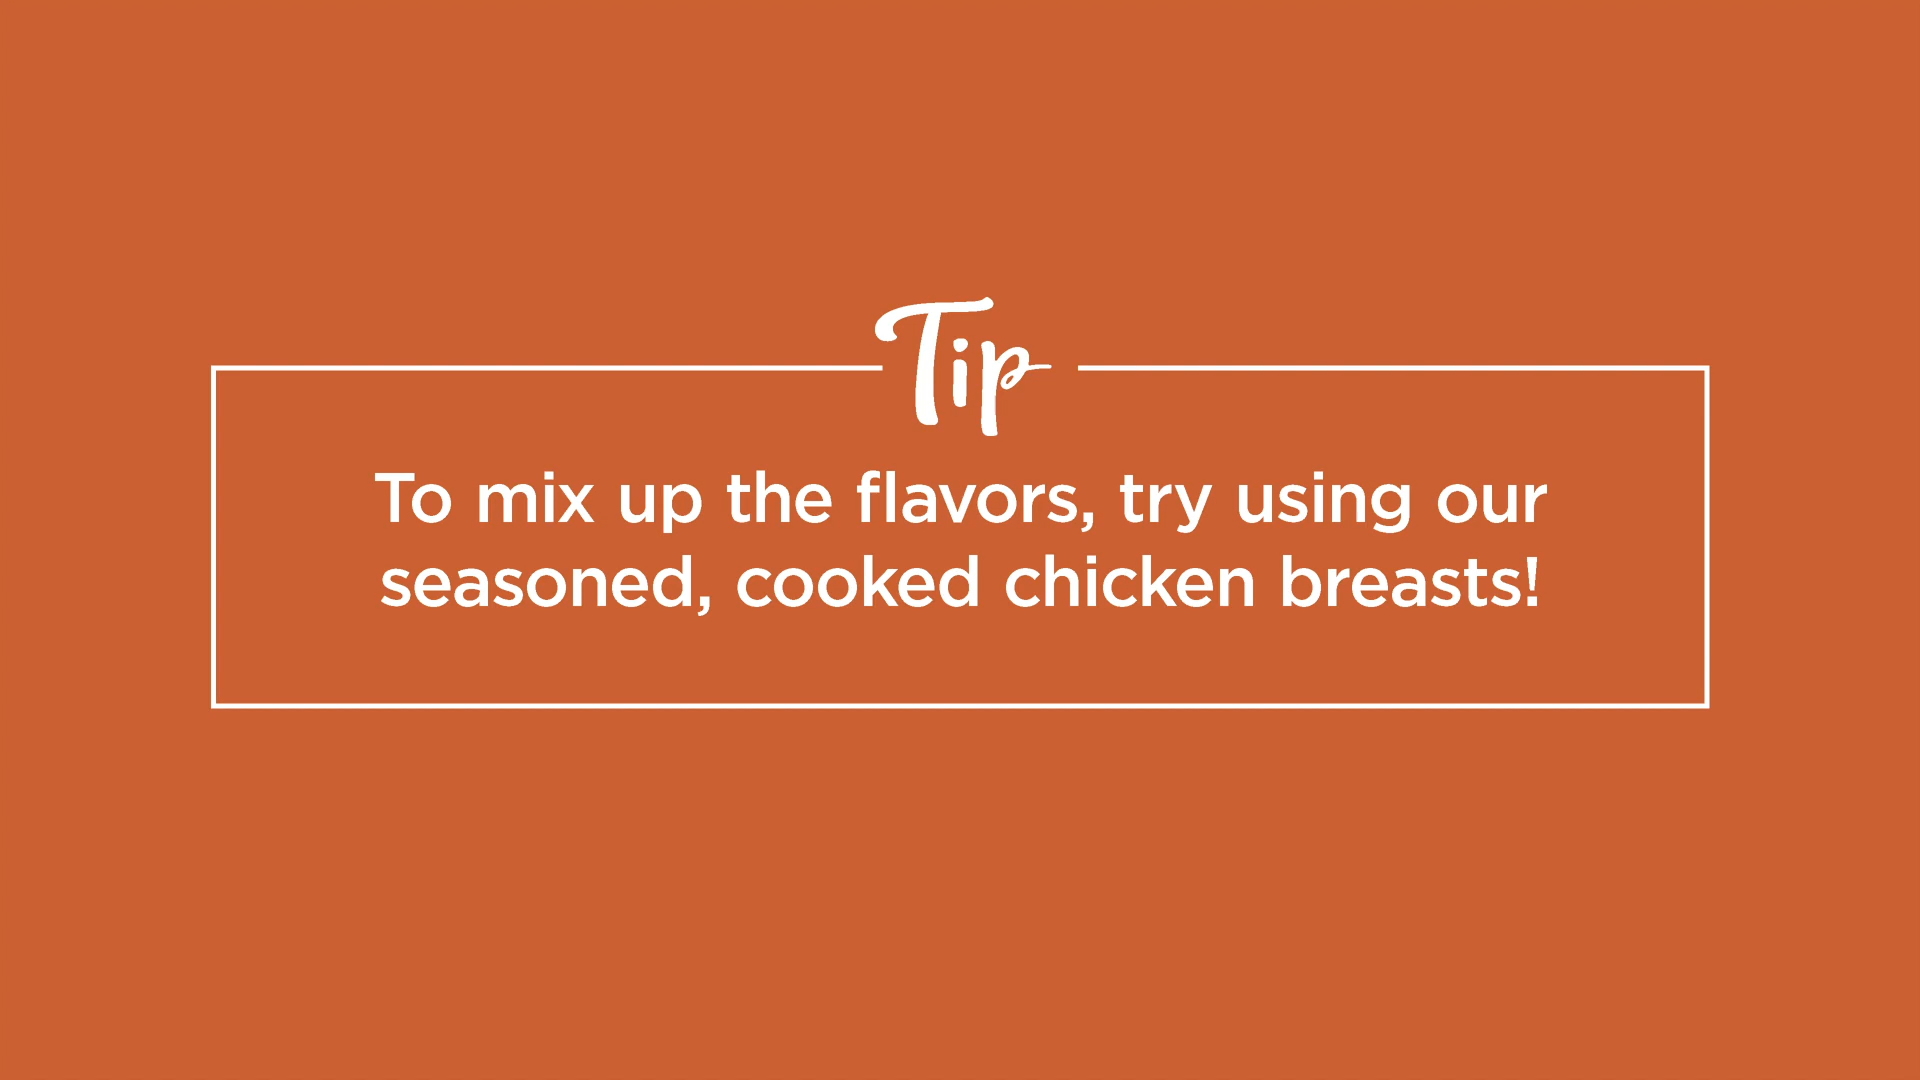 Tip
To mix up the flavors, try using our
seasoned, cooked chicken breasts!